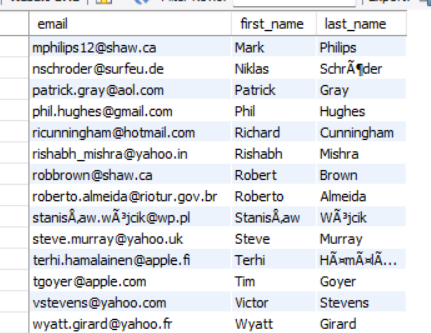 email first_name last_name
mphilips12@shaw.ca Mark Philips
nschroder@surfeu.de Niklas SchrÃ¶der
patrick.gray@aol.com Patrick Gray
phil.hughes@gmail.com Phil Hughes
ricunningham@hotmail.com Richard Cunningham
rishabh_mishra@yahoo.in Rishabh Mishra
robbrown@shaw.ca Robert Brown
roberto.almeida@riotur.gov.br Roberto Almeida
stanisÅ‚aw.wÃ³jcik@wp.pl StanisÅ‚aw WÃ³jcik
steve.murray@yahoo.uk Steve Murray
terhi.hamalainen@apple.fi Terhi HÃ¤mÃ¤lÃ...
tgoyer@apple.com Tim Goyer
vstevens@yahoo.com Victor Stevens
wyatt.girard@yahoo.fr Wyatt Girard